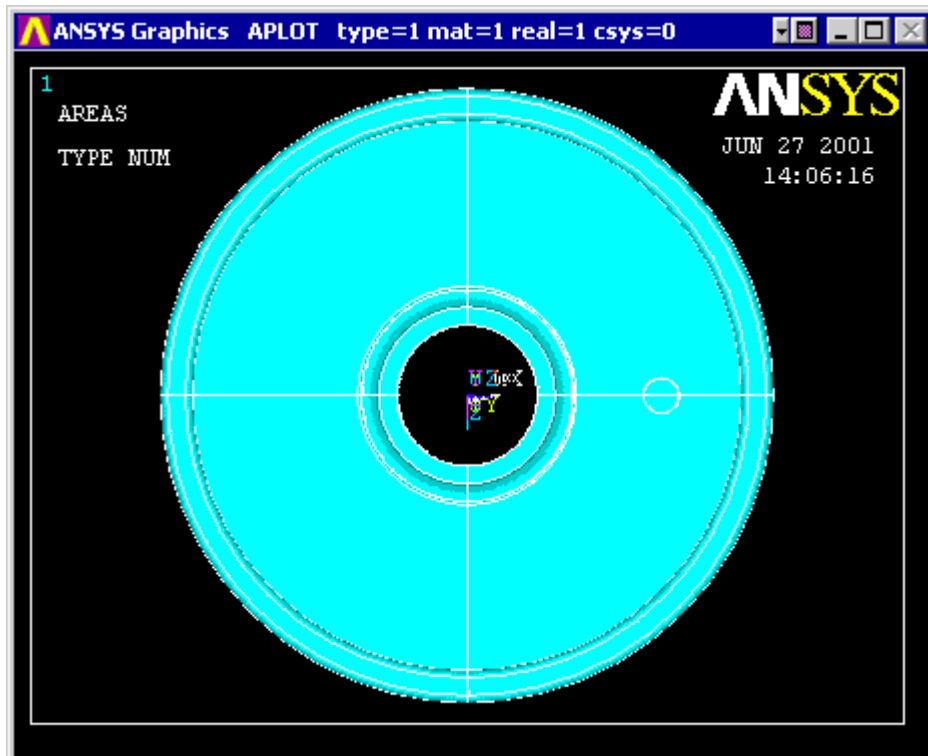 ANSYS Graphics APLOT type=1 mat=1 real=1 csys=0
1
AREAS
TYPE NUM
ANSYS
JUN 27 2001
14:06:16
Y
Z